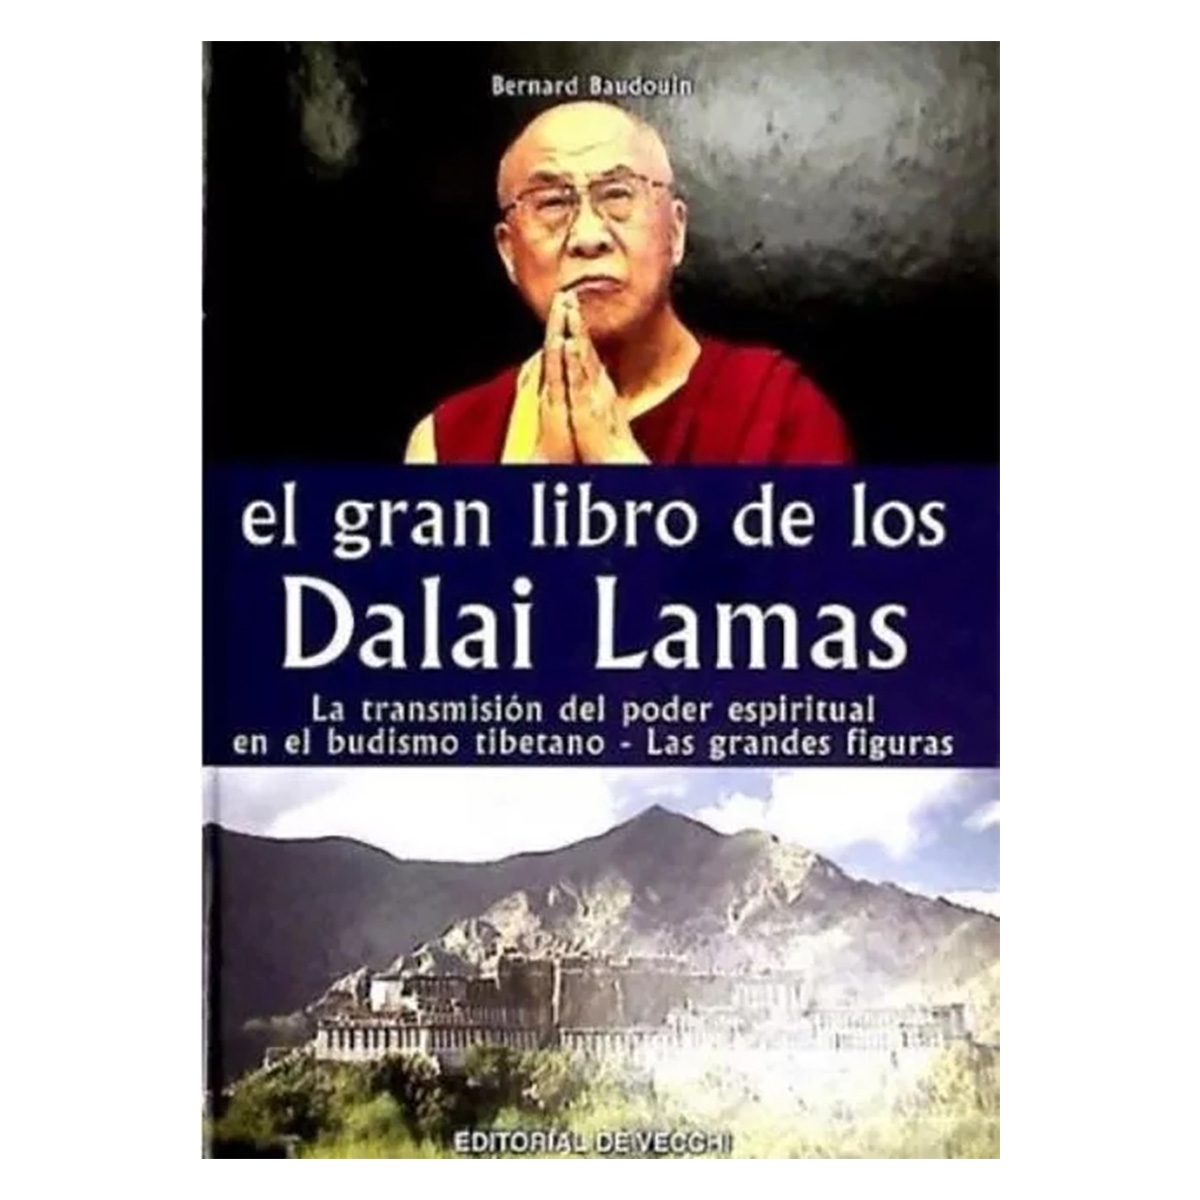 Bernard Baudouin
el gran libro de los
Dalai Lamas
La transmisión del poder espiritual
en el budismo tibetano - Las grandes figuras
EDITORIAL DE VECCHI